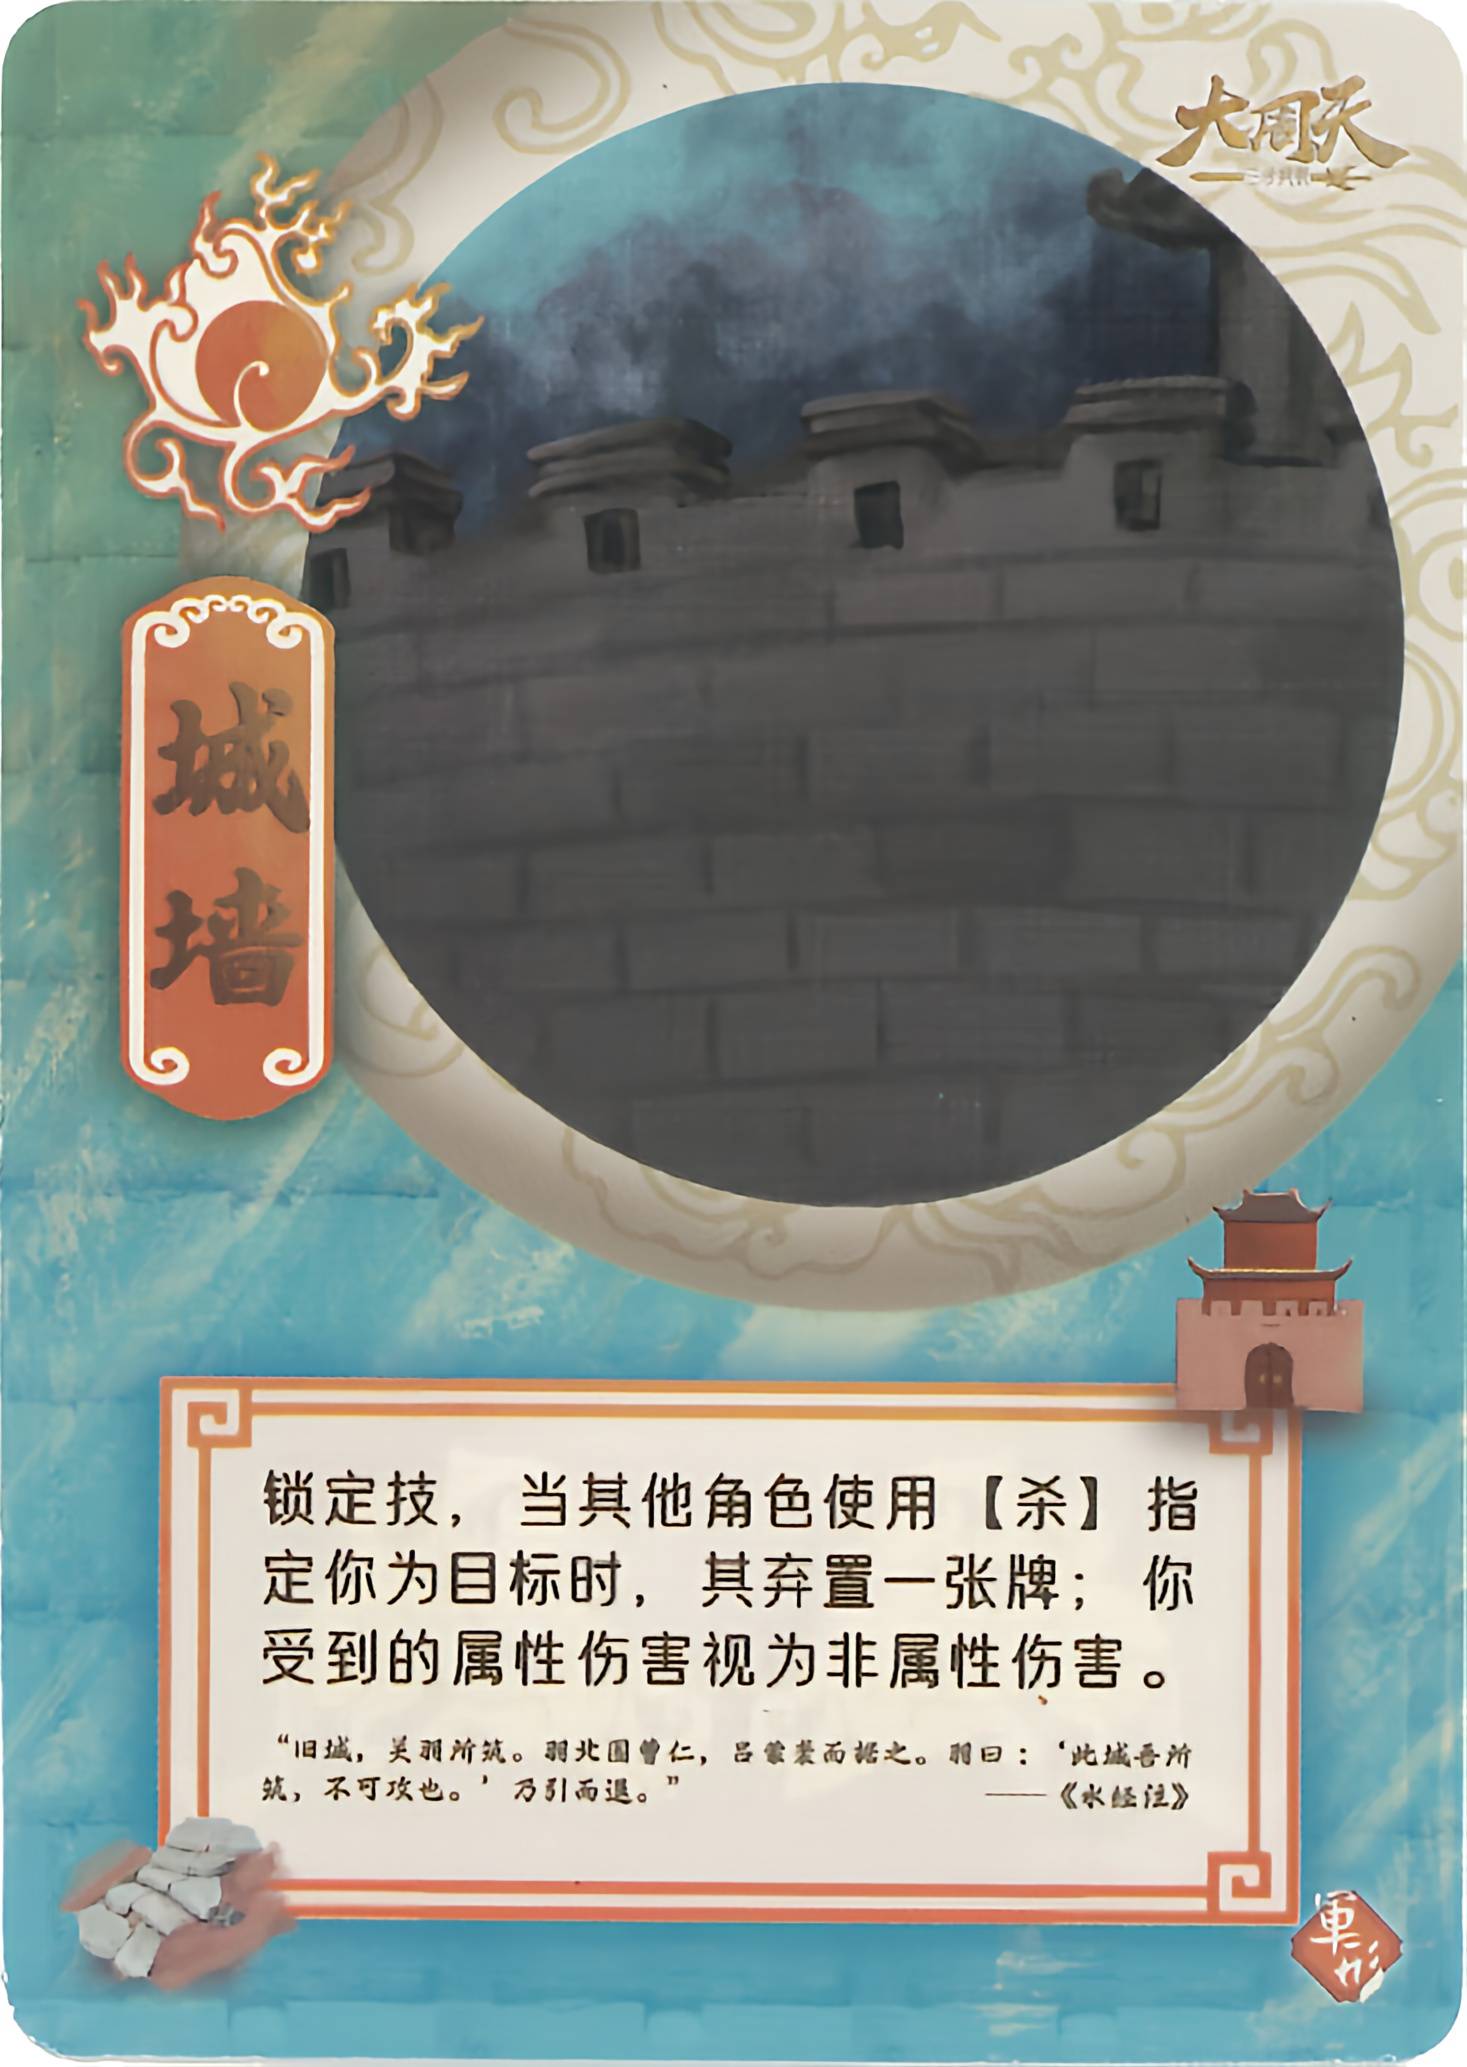 大周天
城墙
锁定技，当其他角色使用【杀】指
定你为目标时，其弃置一张牌；你
受到的属性伤害视为非属性伤害。
“旧城，关羽所筑。羽北围曹仁，吕蒙袭而据之。羽曰：‘此城吾所
筑，不可攻也。’乃引而退。”
——《水经注》
軍形